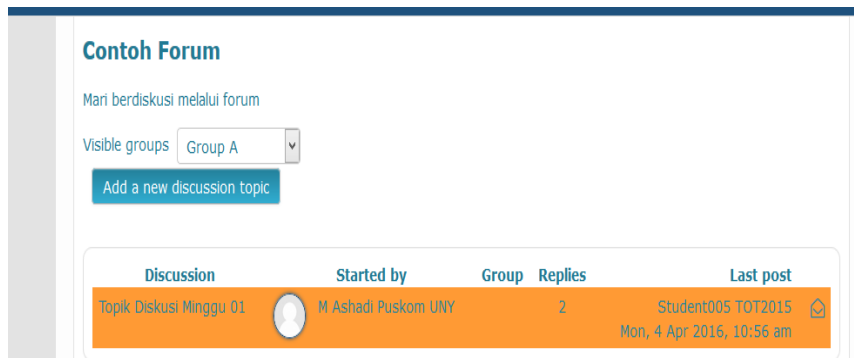 Contoh Forum
Mari berdiskusi melalui forum
Visible groups Group A
Add a new discussion topic
Discussion Started by Group Replies Last post
Topik Diskusi Minggu 01 M Ashadi Puskom UNY 2 Student005 TOT2015
Mon, 4 Apr 2016, 10:56 am